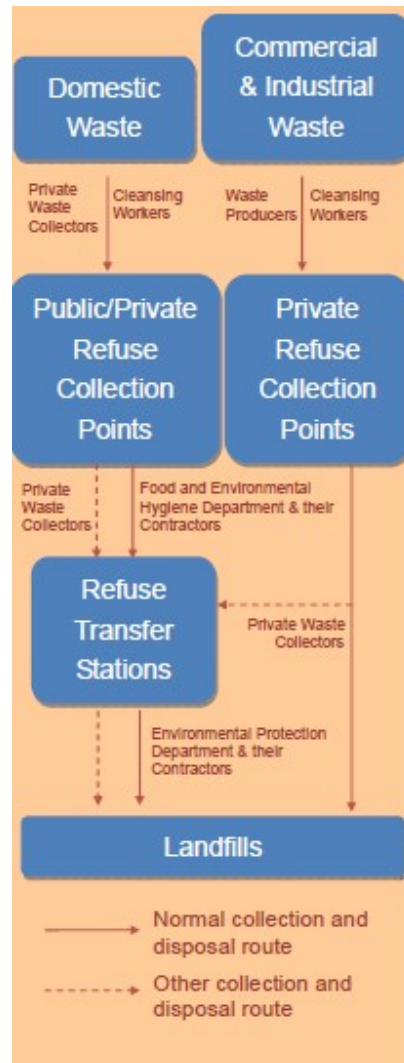 Domestic
Waste
Commercial
& Industrial
Waste
Private
Waste
Collectors
Cleansing
Workers
Waste
Producers
Cleansing
Workers
Public/Private
Refuse
Collection
Points
Private
Refuse
Collection
Points
Private
Waste
Collectors
Food and Environmental
Hygiene Department & their
Contractors
Refuse
Transfer
Stations
Private Waste
Collectors
Environmental Protection
Department & their
Contractors
Landfills
Normal collection and
disposal route
Other collection and
disposal route